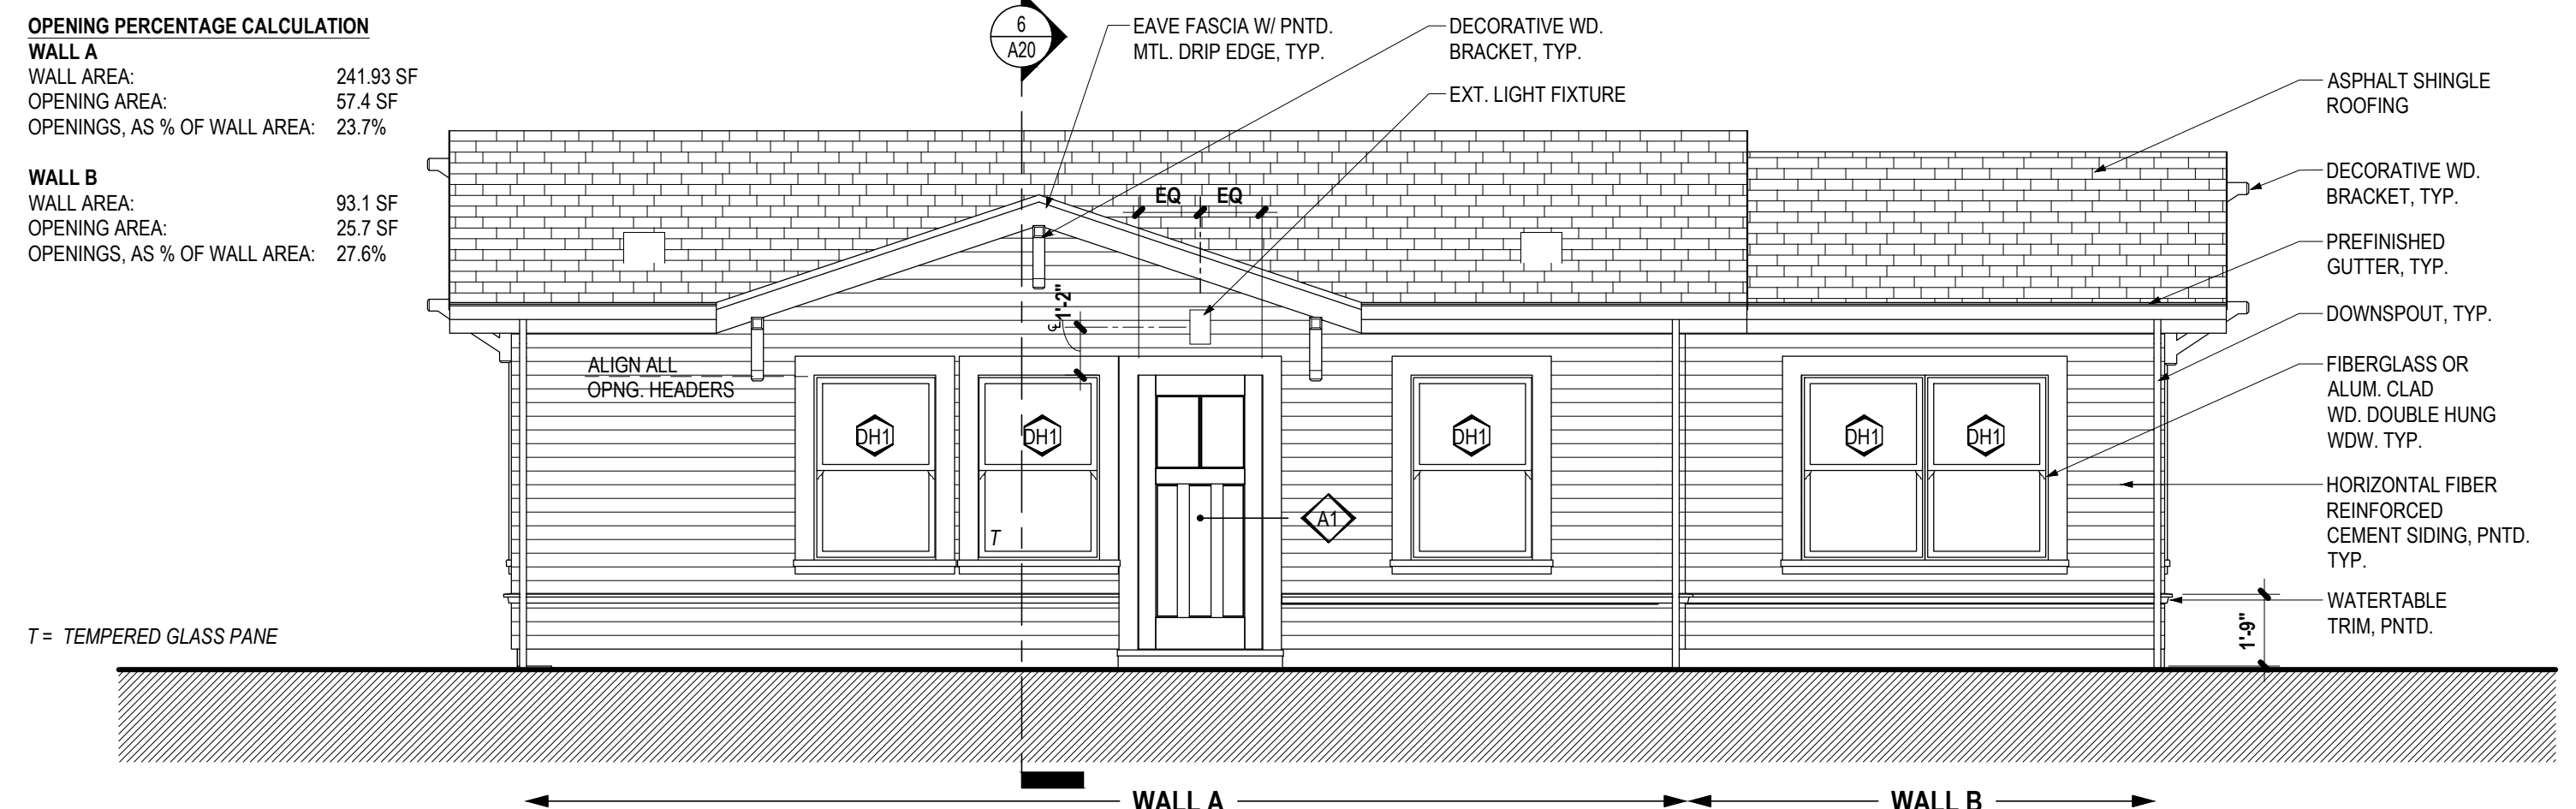 OPENING PERCENTAGE CALCULATION
WALL A
WALL AREA: 241.93 SF
OPENING AREA: 57.4 SF
OPENINGS, AS % OF WALL AREA: 23.7%
WALL B
WALL AREA: 93.1 SF
OPENING AREA: 25.7 SF
OPENINGS, AS % OF WALL AREA: 27.6%
6
A20
EAVE FASCIA W/ PNTD.
MTL. DRIP EDGE, TYP.
DECORATIVE WD.
BRACKET, TYP.
EXT. LIGHT FIXTURE
ASPHALT SHINGLE
ROOFING
DECORATIVE WD.
BRACKET, TYP.
PREFINISHED
GUTTER, TYP.
DOWNSPOUT, TYP.
FIBERGLASS OR
ALUM. CLAD
WD. DOUBLE HUNG
WDW. TYP.
HORIZONTAL FIBER
REINFORCED
CEMENT SIDING, PNTD.
TYP.
WATERTABLE
TRIM, PNTD.
EQ EQ
1'-2"
℄
ALIGN ALL
OPNG. HEADERS
DH1 DH1 DH1 DH1 DH1
T
A1
1'-9"
T = TEMPERED GLASS PANE
WALL A WALL B